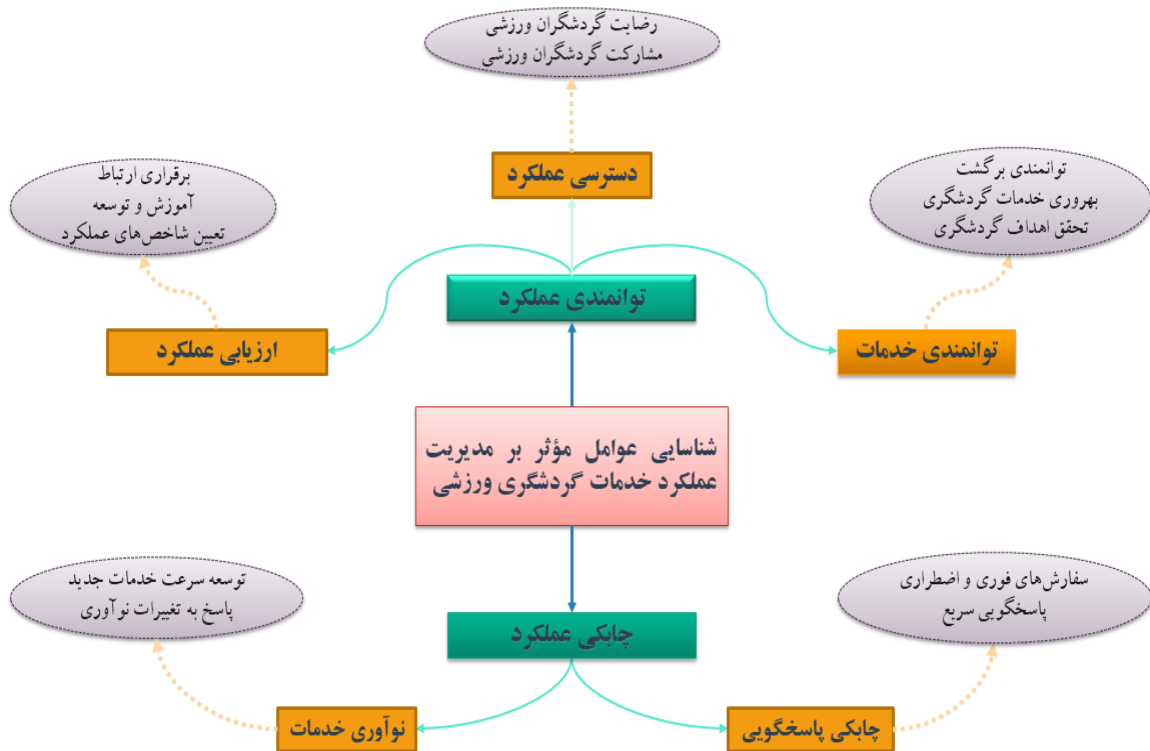 رضایت گردشگران ورزشی
مشارکت گردشگران ورزشی
دسترسی عملکرد
توانمندی برگشت
بهروری خدمات گردشگری
تحقق اهداف گردشگری
برقراری ارتباط
آموزش و توسعه
تعیین شاخص‌های عملکرد
توانمندی عملکرد
توانمندی خدمات
ارزیابی عملکرد
شناسایی عوامل مؤثر بر مدیریت
عملکرد خدمات گردشگری ورزشی
سفارش‌های فوری و اضطراری
پاسخگویی سریع
توسعه سرعت خدمات جدید
پاسخ به تغییرات نوآوری
چابکی عملکرد
چابکی پاسخگویی
نوآوری خدمات